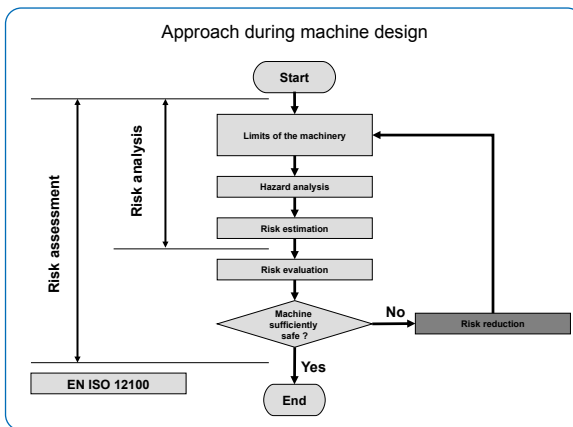 Approach during machine design
Start
Limits of the machinery
Hazard analysis
Risk estimation
Risk evaluation
Machine
sufficiently
safe ?
No
Risk reduction
Yes
End
Risk analysis
Risk assessment
EN ISO 12100